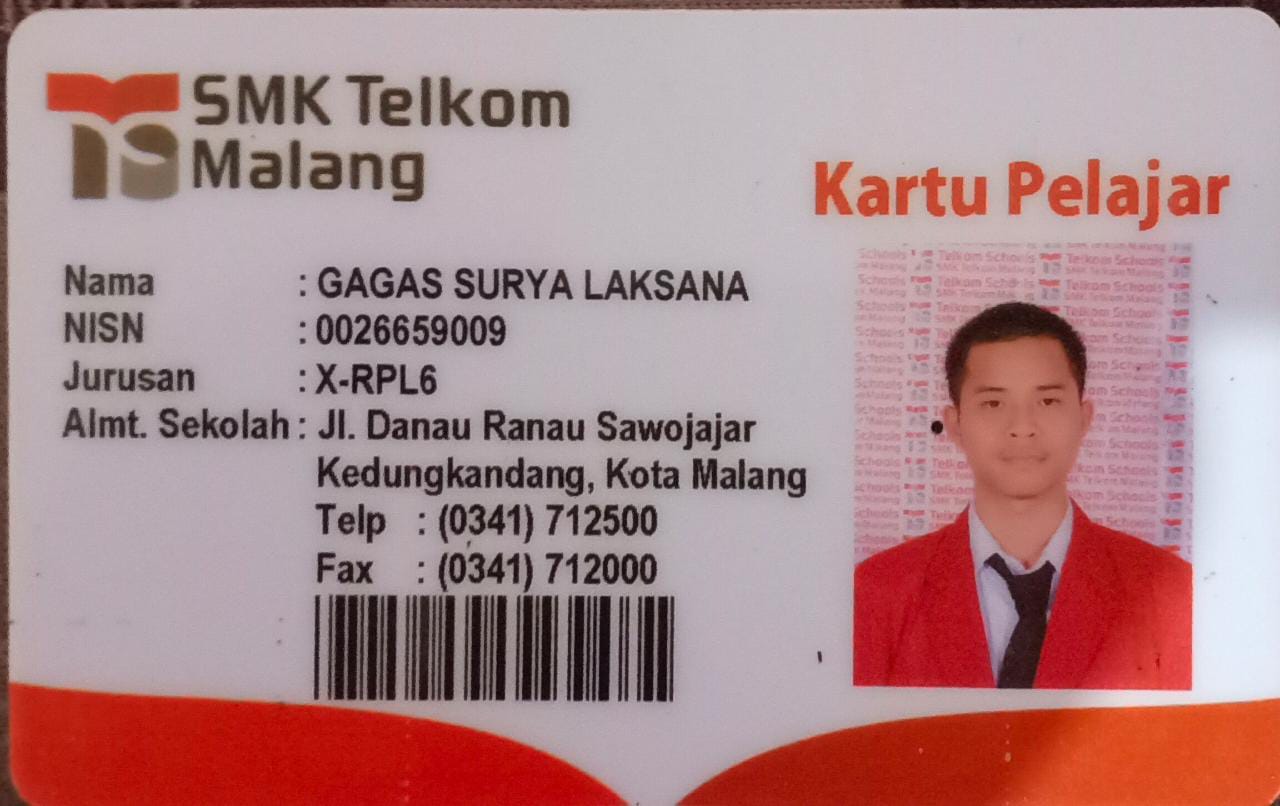 SMK Telkom
Malang
Kartu Pelajar
Nama : GAGAS SURYA LAKSANA
NISN : 0026659009
Jurusan : X-RPL6
Almt. Sekolah : Jl. Danau Ranau Sawojajar
Kedungkandang, Kota Malang
Telp : (0341) 712500
Fax : (0341) 712000